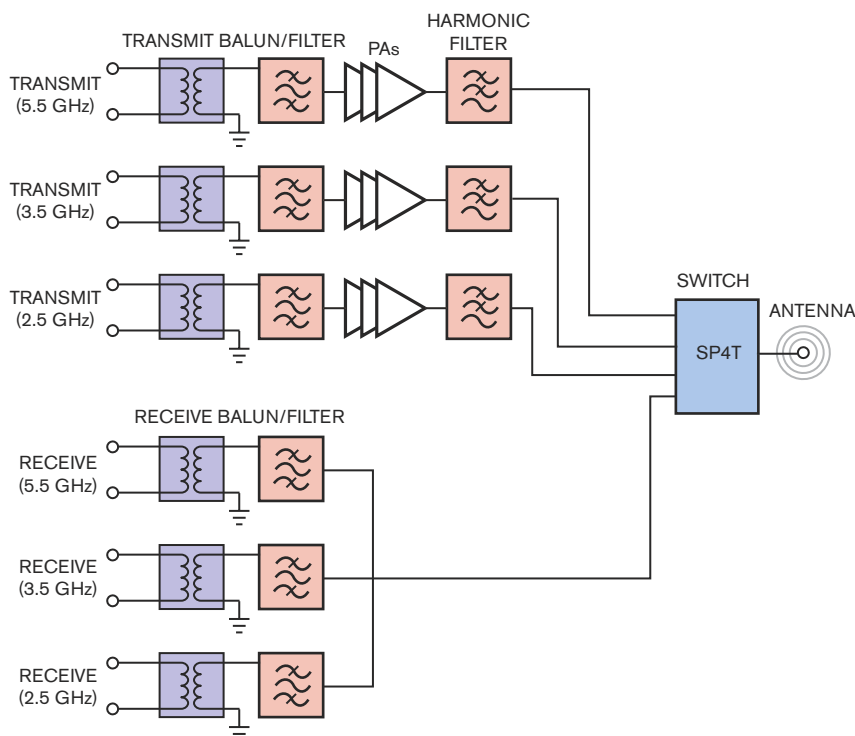 TRANSMIT BALUN/FILTER
PAs
HARMONIC
FILTER
TRANSMIT
(5.5 GHz)
TRANSMIT
(3.5 GHz)
TRANSMIT
(2.5 GHz)
SWITCH
SP4T
ANTENNA
RECEIVE BALUN/FILTER
RECEIVE
(5.5 GHz)
RECEIVE
(3.5 GHz)
RECEIVE
(2.5 GHz)